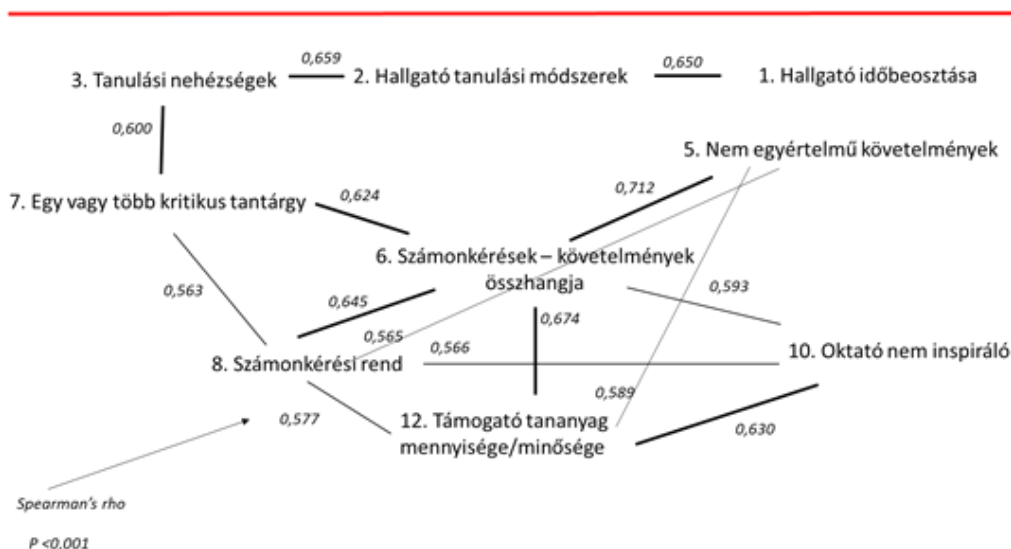 0,659
0,650
3. Tanulási nehézségek
2. Hallgató tanulási módszerek
1. Hallgató időbeosztása
0,600
5. Nem egyértelmű követelmények
0,712
7. Egy vagy több kritikus tantárgy
0,624
6. Számonkérések – követelmények
összhangja
0,563
0,645
0,593
0,674
0,565
0,566
8. Számonkérési rend
10. Oktató nem inspiráló
0,589
0,577
12. Támogató tananyag
mennyisége/minősége
0,630
Spearman's rho
P <0,001